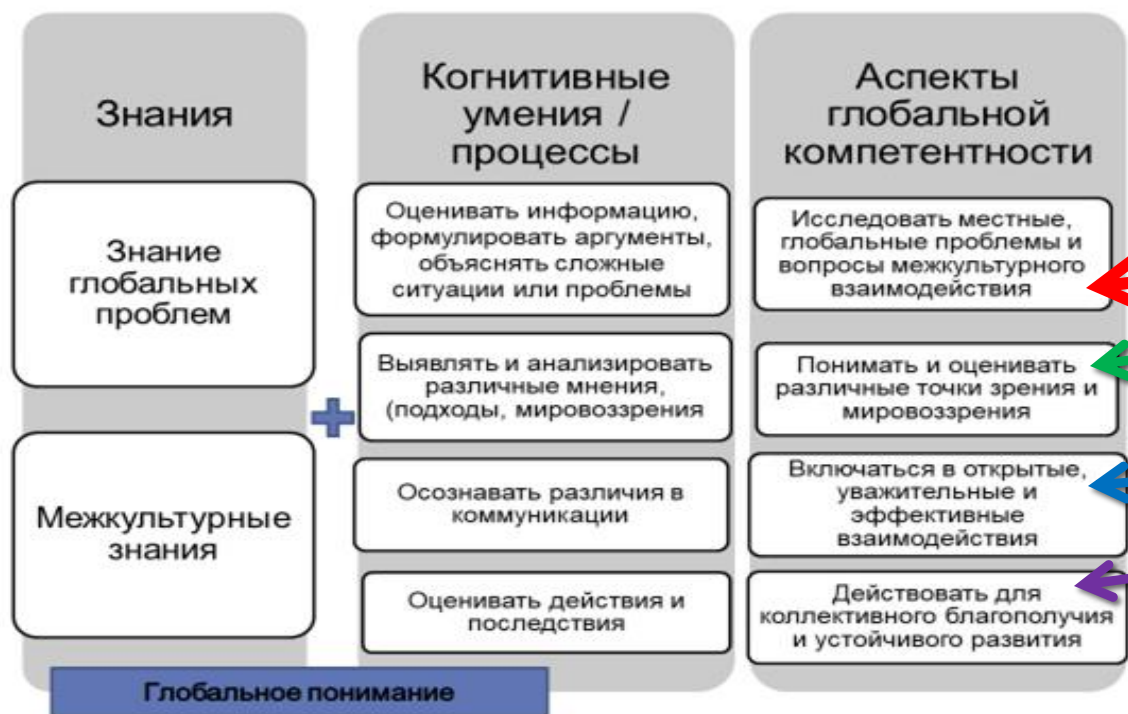 Знания
Знание
глобальных
проблем
Межкультурные
знания
Когнитивные
умения /
процессы
Оценивать информацию,
формулировать аргументы,
объяснять сложные
ситуации или проблемы
Выявлять и анализировать
различные мнения,
(подходы, мировоззрения
Осознавать различия в
коммуникации
Оценивать действия и
последствия
Аспекты
глобальной
компетентности
Исследовать местные,
глобальные проблемы и
вопросы межкультурного
взаимодействия
Понимать и оценивать
различные точки зрения и
мировоззрения
Включаться в открытые,
уважительные и
эффективные
взаимодействия
Действовать для
коллективного благополучия
и устойчивого развития
Глобальное понимание